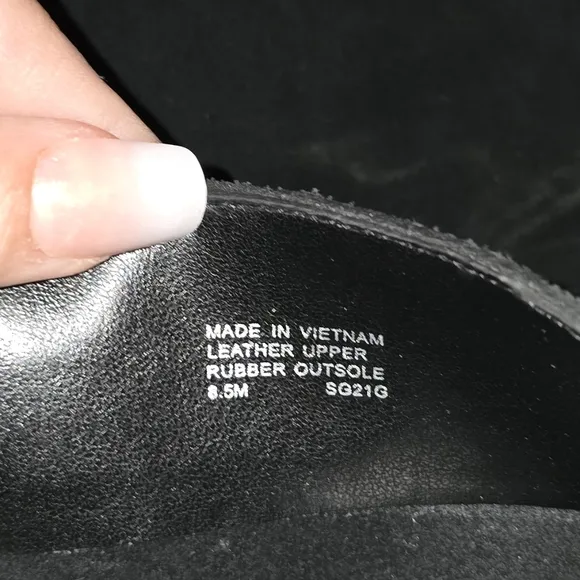 MADE IN VIETNAM
LEATHER UPPER
RUBBER OUTSOLE
8.5M SG21G